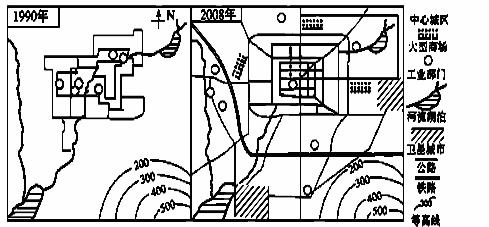 1990年
N
200
300
400
500
2008年
200
300
400
500
中心城区
大型商场
工业部门
河流湖泊
卫星城市
公路
铁路
300
等高线